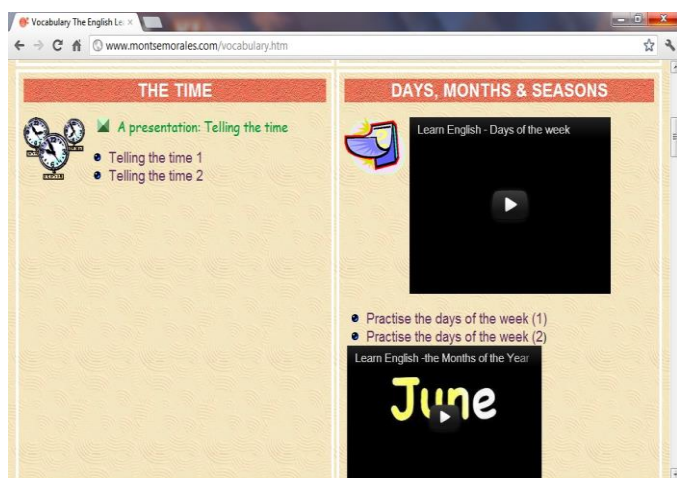 Vocabulary The English Le
www.montsemorales.com/vocabulary.htm
THE TIME
A presentation: Telling the time
Telling the time 1
Telling the time 2
DAYS, MONTHS & SEASONS
Learn English - Days of the week
Practise the days of the week (1)
Practise the days of the week (2)
Learn English -the Months of the Year
June